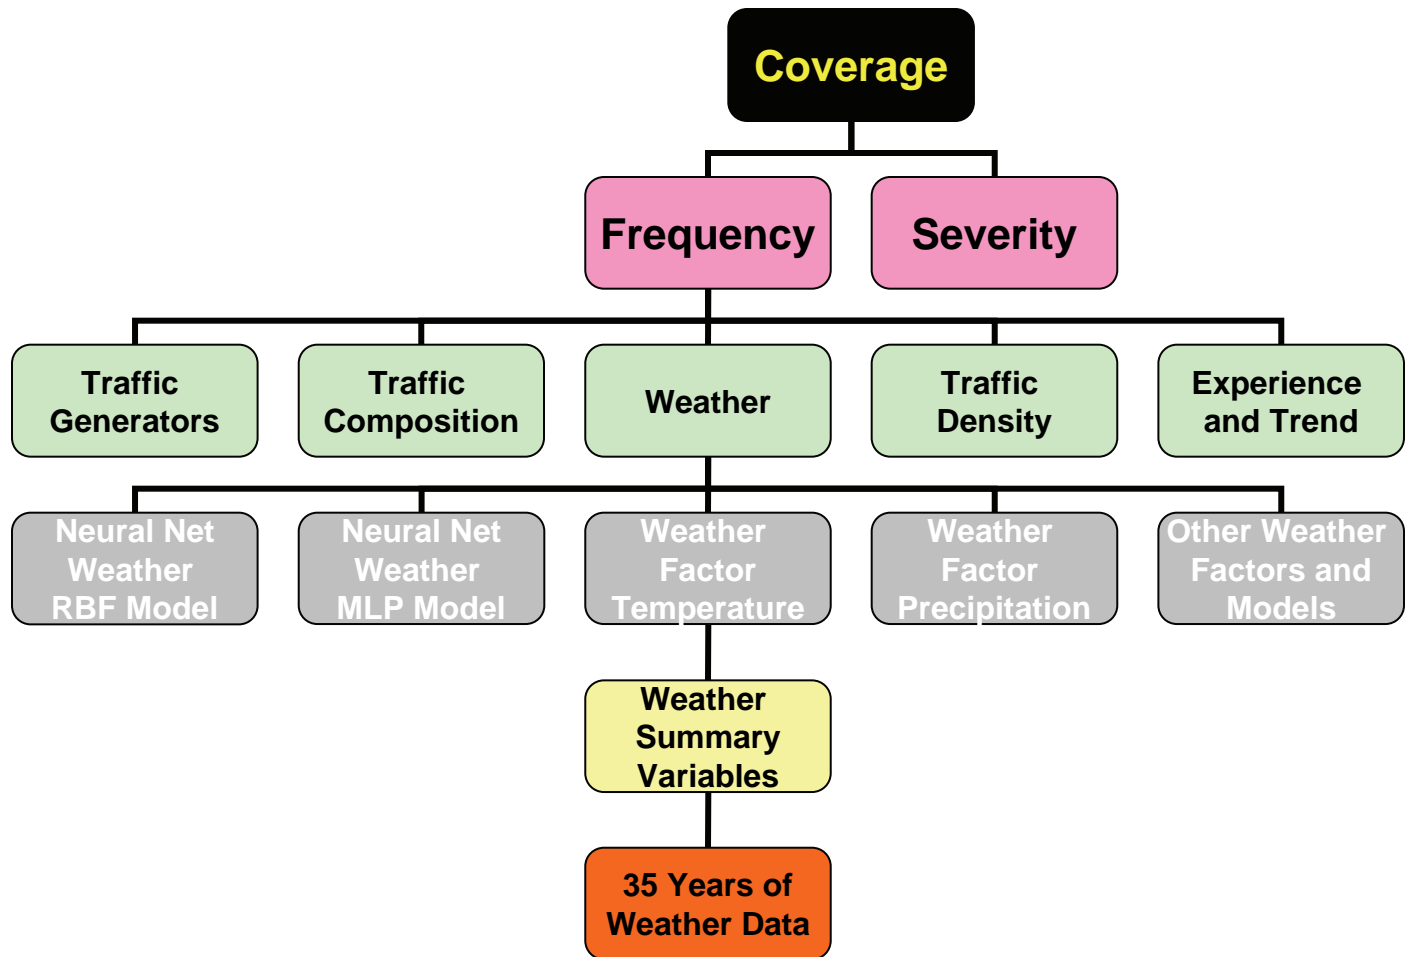 Coverage
Frequency
Severity
Traffic
Generators
Traffic
Composition
Weather
Traffic
Density
Experience
and Trend
Neural Net
Weather
RBF Model
Neural Net
Weather
MLP Model
Weather
Factor
Temperature
Weather
Factor
Precipitation
Other Weather
Factors and
Models
Weather
Summary
Variables
35 Years of
Weather Data